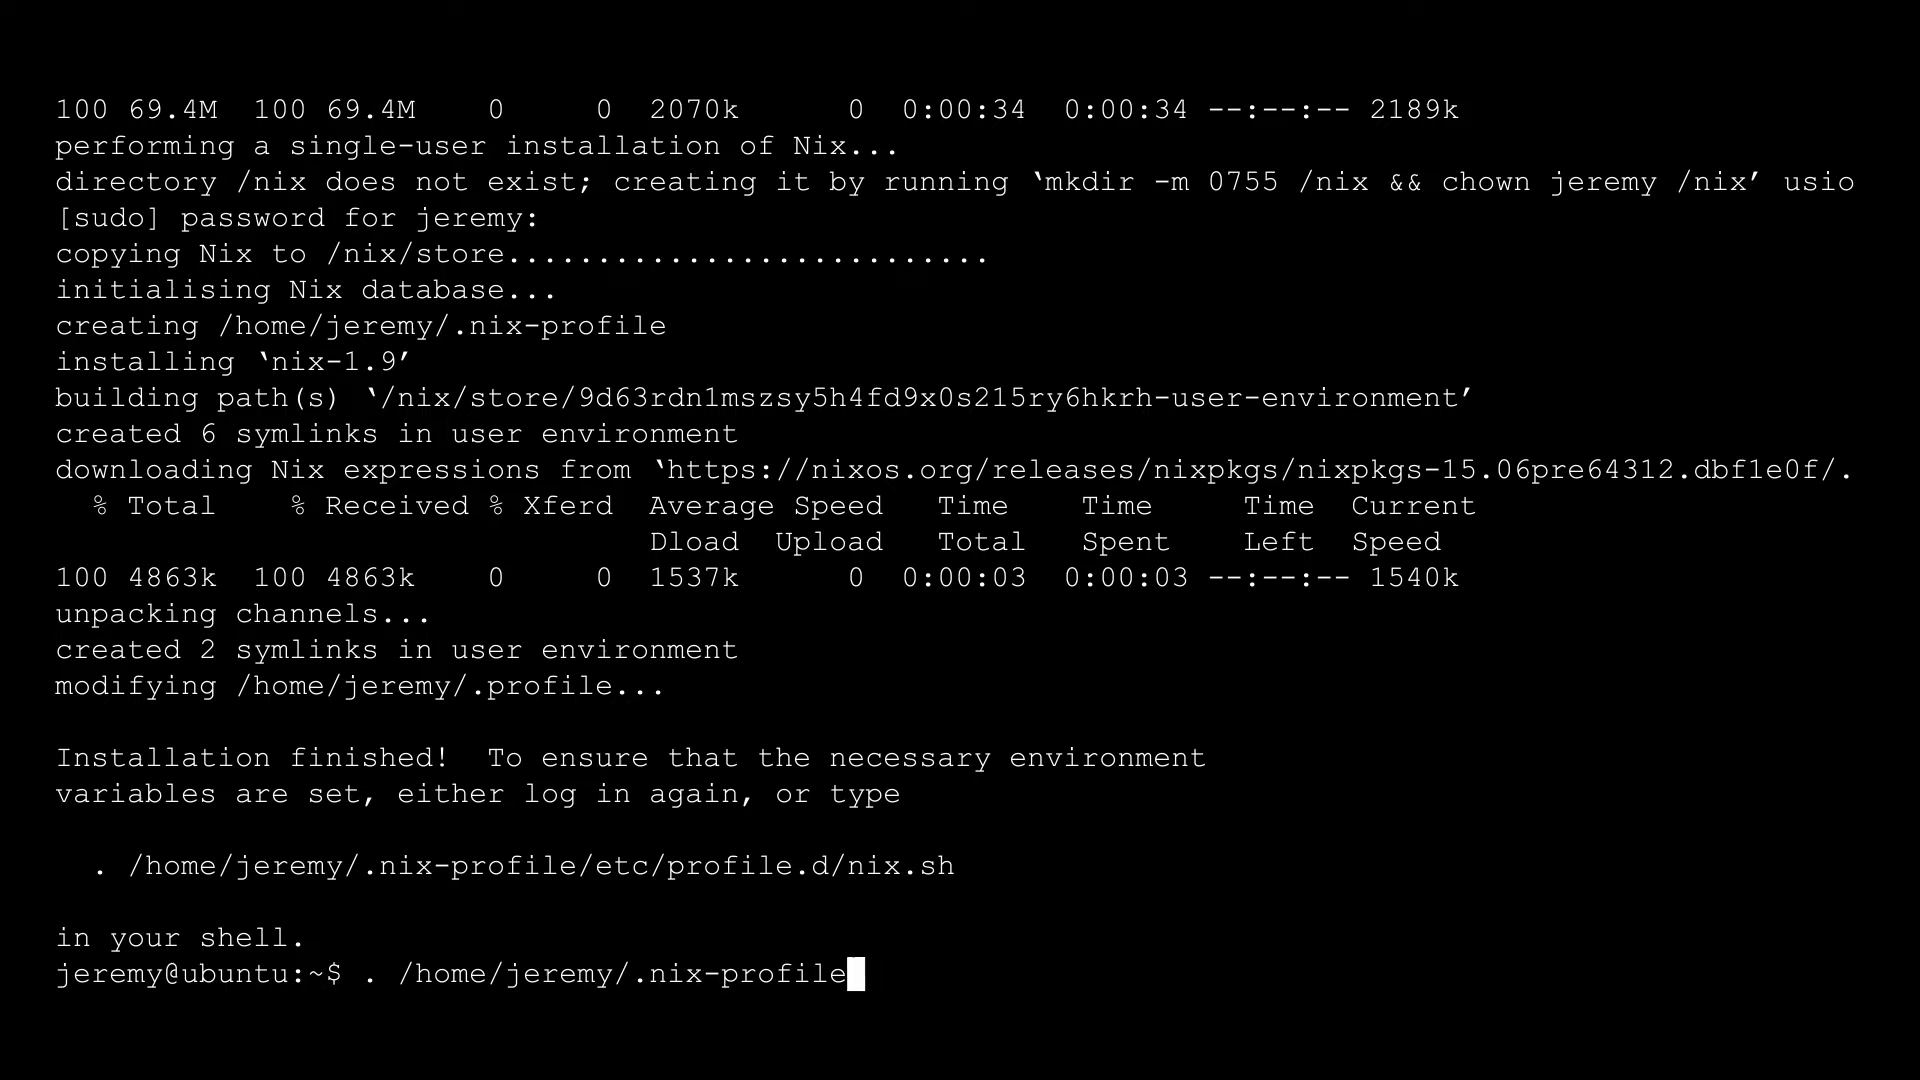 100 69.4M  100 69.4M    0     0  2070k      0  0:00:34  0:00:34 --:--:-- 2189k
performing a single-user installation of Nix...
directory /nix does not exist; creating it by running ‘mkdir -m 0755 /nix && chown jeremy /nix’ usio
[sudo] password for jeremy:
copying Nix to /nix/store...........................
initialising Nix database...
creating /home/jeremy/.nix-profile
installing ‘nix-1.9’
building path(s) ‘/nix/store/9d63rdn1mszsy5h4fd9x0s215ry6hkrh-user-environment’
created 6 symlinks in user environment
downloading Nix expressions from ‘https://nixos.org/releases/nixpkgs/nixpkgs-15.06pre64312.dbf1e0f/.
  % Total    % Received % Xferd  Average Speed   Time    Time     Time  Current
                                 Dload  Upload   Total   Spent    Left  Speed
100 4863k  100 4863k    0     0  1537k      0  0:00:03  0:00:03 --:--:-- 1540k
unpacking channels...
created 2 symlinks in user environment
modifying /home/jeremy/.profile...

Installation finished!  To ensure that the necessary environment
variables are set, either log in again, or type

  . /home/jeremy/.nix-profile/etc/profile.d/nix.sh

in your shell.
jeremy@ubuntu:~$ . /home/jeremy/.nix-profile